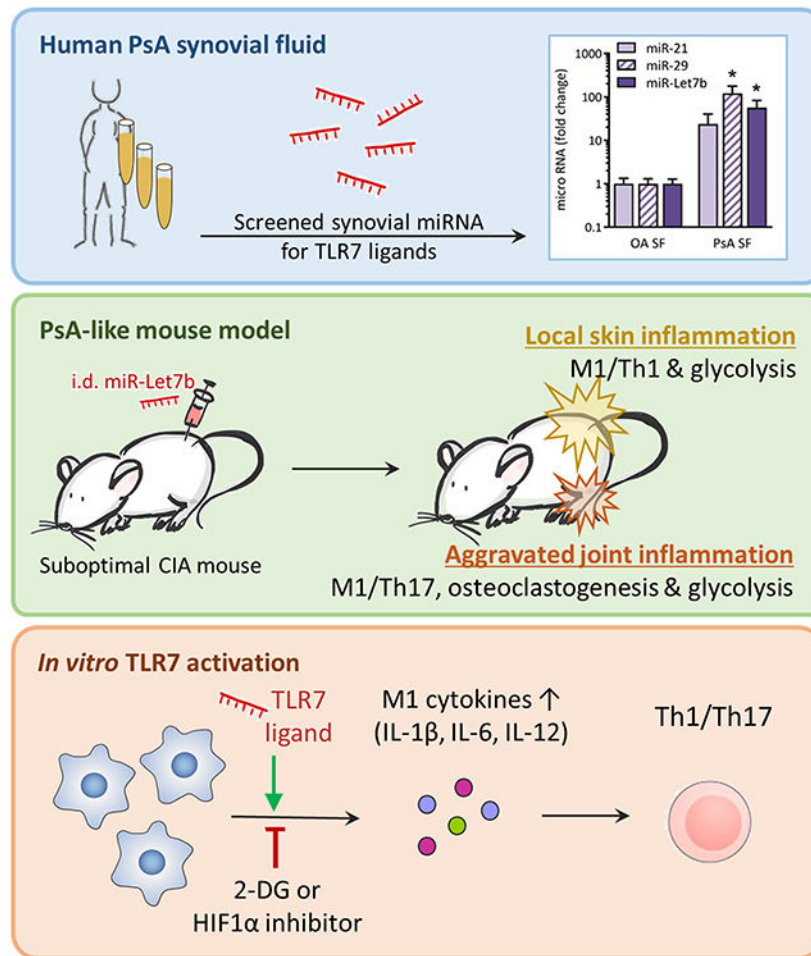 Human PsA synovial fluid
Screened synovial miRNA
for TLR7 ligands
micro RNA (fold change)
1000
100
10
1
0.1
miR-21
miR-29
miR-Let7b
*
*
OA SF
PsA SF
PsA-like mouse model
i.d. miR-Let7b
Suboptimal CIA mouse
Local skin inflammation
M1/Th1 & glycolysis
Aggravated joint inflammation
M1/Th17, osteoclastogenesis & glycolysis
In vitro TLR7 activation
TLR7
ligand
2-DG or
HIF1α inhibitor
M1 cytokines ↑
(IL-1β, IL-6, IL-12)
Th1/Th17